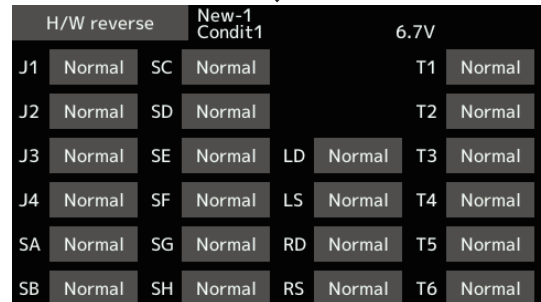 H/W reverse New-1
Condit1 6.7V
J1 Normal SC Normal T1 Normal
J2 Normal SD Normal T2 Normal
J3 Normal SE Normal LD Normal T3 Normal
J4 Normal SF Normal LS Normal T4 Normal
SA Normal SG Normal RD Normal T5 Normal
SB Normal SH Normal RS Normal T6 Normal